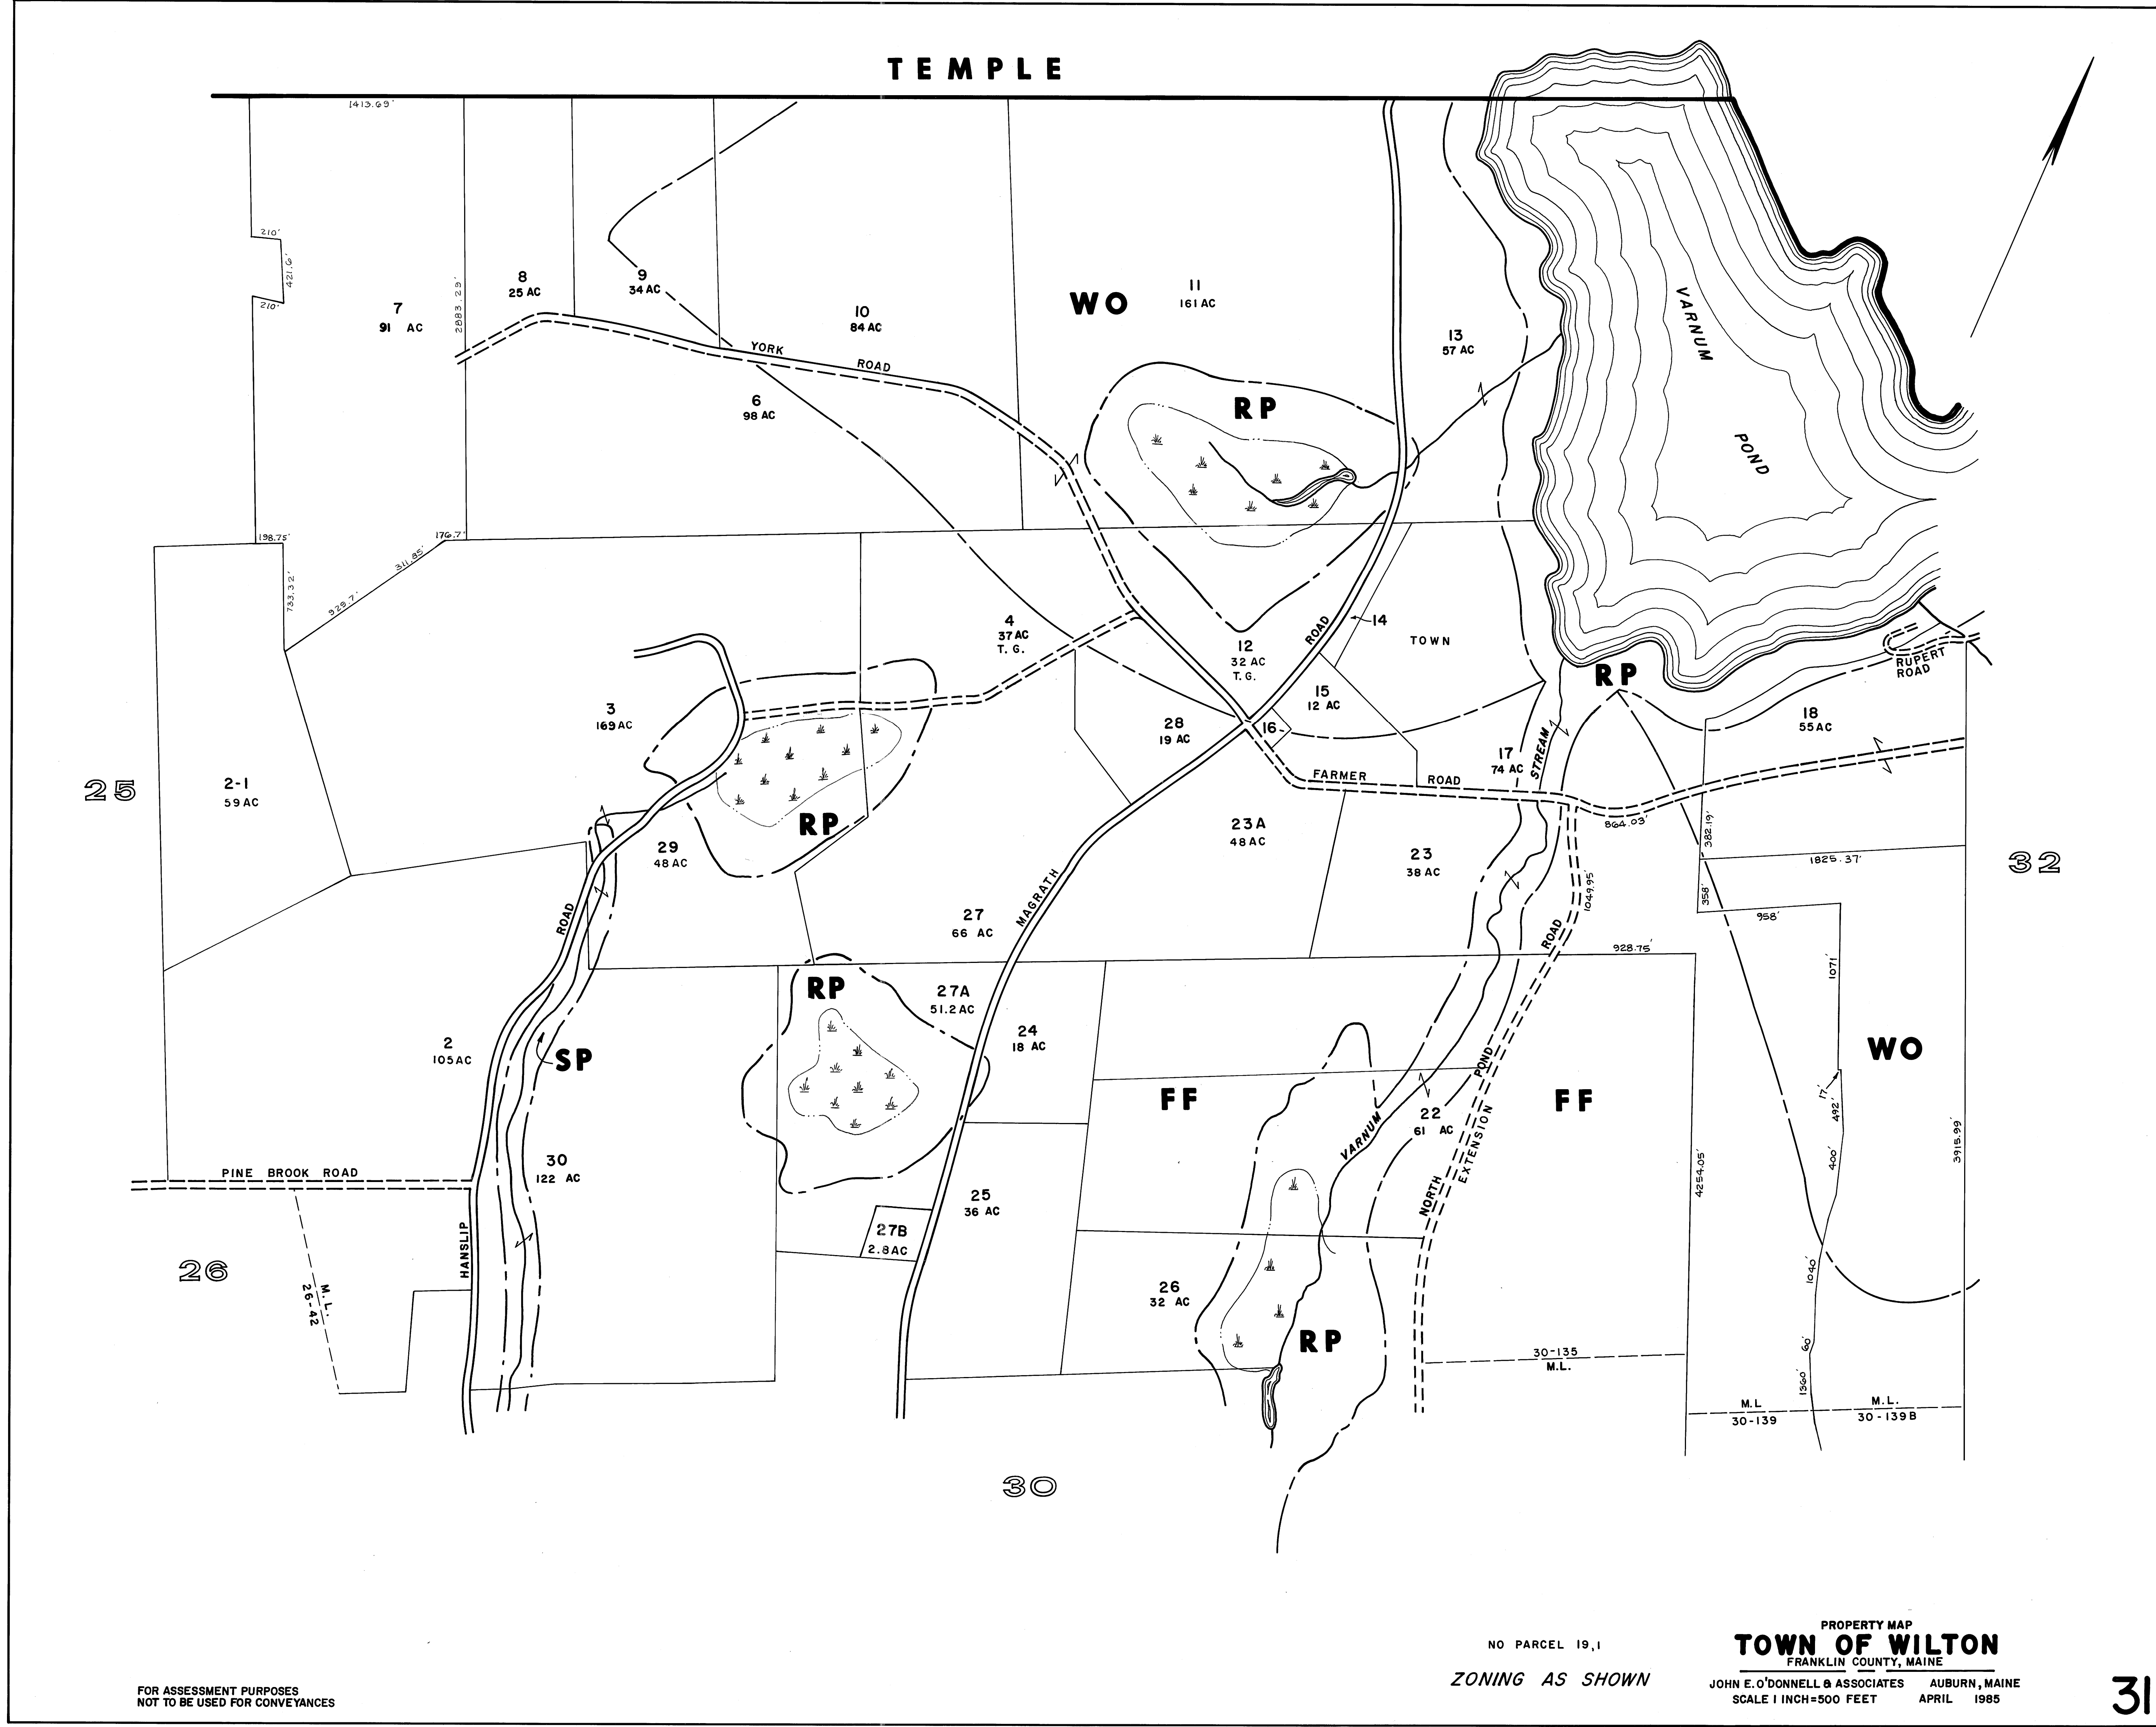 TEMPLE
1413.69'
210'
421.6'
210'
7
91 AC
2883.29'
8
25 AC
9
34 AC
10
84 AC
WO
11
161 AC
13
57 AC
VARNUM
POND
YORK ROAD
6
98 AC
RP
198.75'
733.32'
929.7'
311.85'
176.7'
4
37 AC
T. G.
12
32 AC
T.G.
ROAD
14
TOWN
RP
RUPERT
ROAD
3
169 AC
28
19 AC
16
15
12 AC
17
74 AC
STREAM
18
55 AC
25
2-1
59 AC
RP
FARMER ROAD
864.03'
382.19'
1825.37'
32
29
48 AC
23A
48 AC
23
38 AC
1049.95'
358'
958'
ROAD
27
66 AC
MAGRATH
ROAD
928.75'
1071'
RP
27A
51.2 AC
24
18 AC
2
105 AC
SP
FF
POND
FF
WO
17'
492'
22
61 AC
VARNUM
EXTENSION
400'
3915.99'
4254.05'
PINE BROOK ROAD
30
122 AC
25
36 AC
NORTH
27B
2.8 AC
HANSLIP
26
M.L.
26-42
26
32 AC
1040'
RP
30-135
M.L.
60'
1360'
M.L
30-139
M.L.
30-139B
30
NO PARCEL 19,1
ZONING AS SHOWN
PROPERTY MAP
TOWN OF WILTON
FRANKLIN COUNTY, MAINE
JOHN E. O'DONNELL & ASSOCIATES AUBURN, MAINE
SCALE 1 INCH=500 FEET APRIL 1985
31
FOR ASSESSMENT PURPOSES
NOT TO BE USED FOR CONVEYANCES